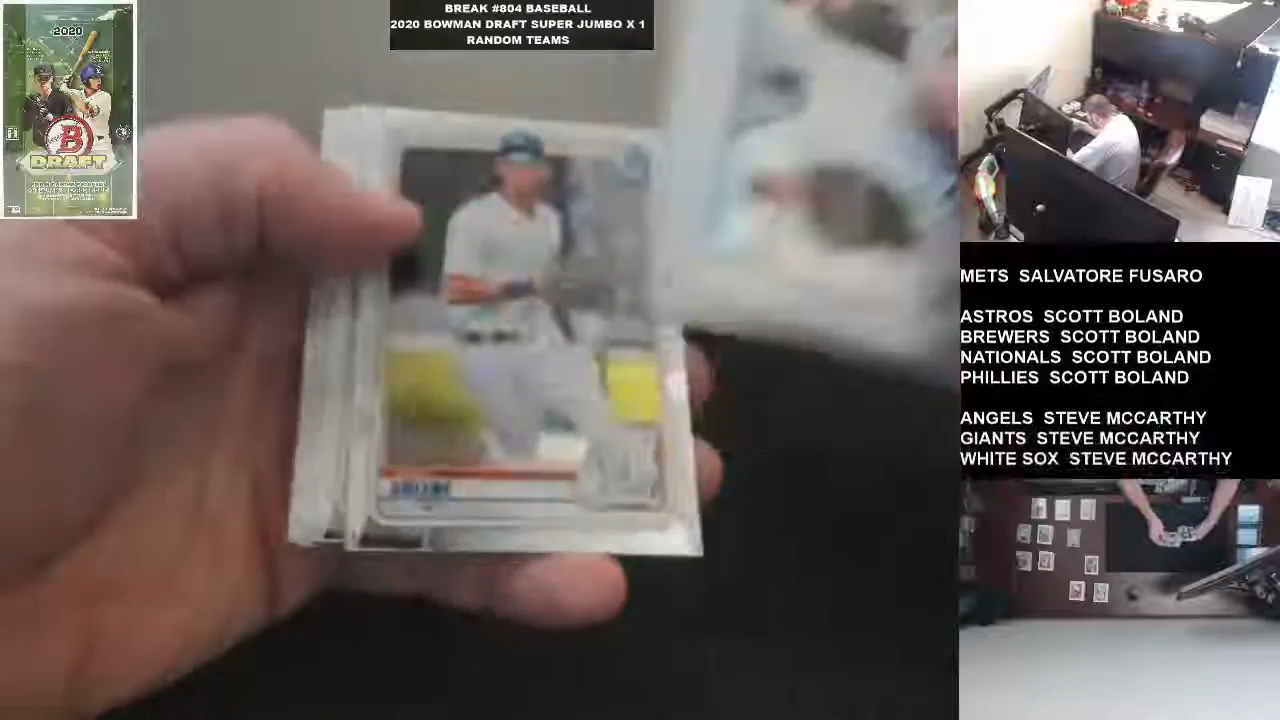 2020
B
DRAFT
BREAK #804 BASEBALL
2020 BOWMAN DRAFT SUPER JUMBO X 1
RANDOM TEAMS
METS SALVATORE FUSARO
ASTROS SCOTT BOLAND
BREWERS SCOTT BOLAND
NATIONALS SCOTT BOLAND
PHILLIES SCOTT BOLAND
ANGELS STEVE MCCARTHY
GIANTS STEVE MCCARTHY
WHITE SOX STEVE MCCARTHY